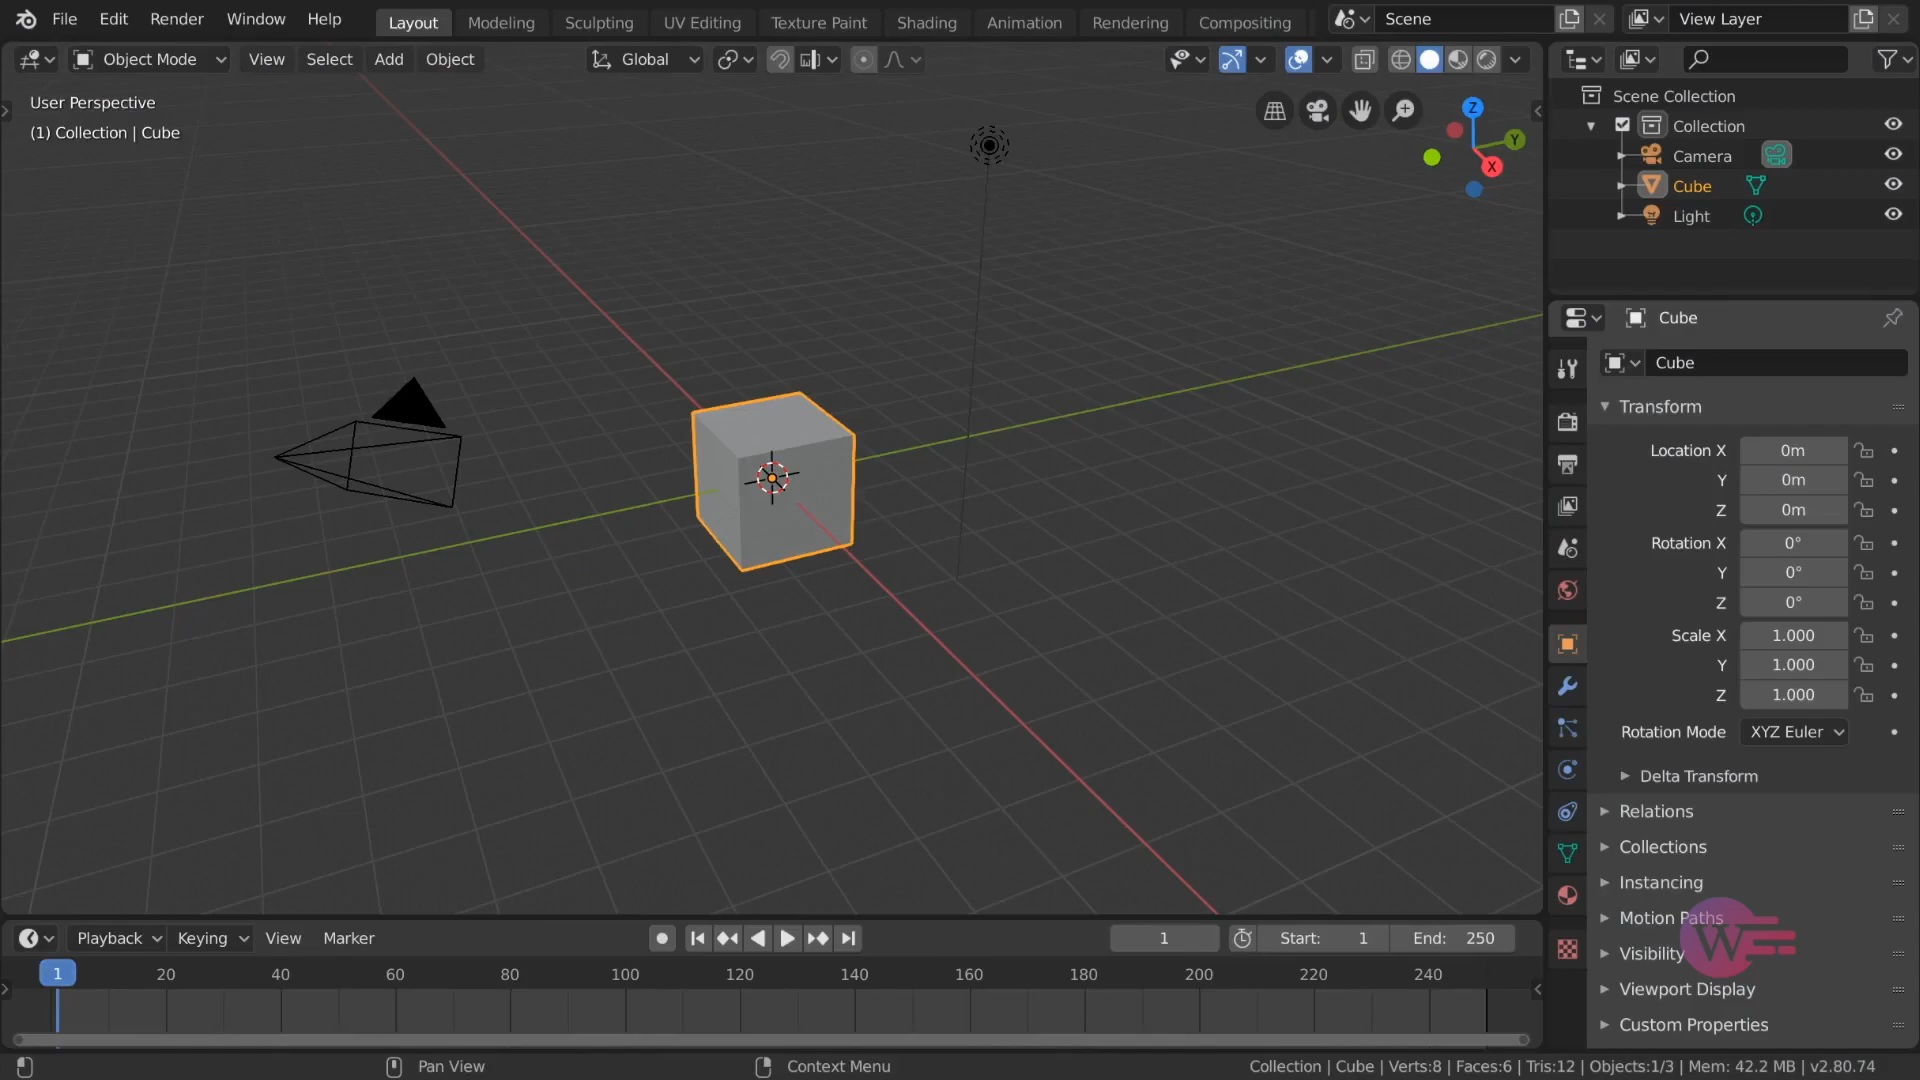 File Edit Render Window Help Layout Modeling Sculpting UV Editing Texture Paint Shading Animation Rendering Compositing Scene View Layer
Object Mode View Select Add Object Global
User Perspective
(1) Collection | Cube
Z
Y
X
Scene Collection
Collection
Camera
Cube
Light
Cube
Cube
Transform
Location X 0m
Y 0m
Z 0m
Rotation X 0°
Y 0°
Z 0°
Scale X 1.000
Y 1.000
Z 1.000
Rotation Mode XYZ Euler
Delta Transform
Relations
Collections
Instancing
Motion Paths
Visibility
Viewport Display
Custom Properties
Playback Keying View Marker 1 Start: 1 End: 250
1 20 40 60 80 100 120 140 160 180 200 220 240
Pan View Context Menu Collection | Cube | Verts:8 | Faces:6 | Tris:12 | Objects:1/3 | Mem: 42.2 MB | v2.80.74